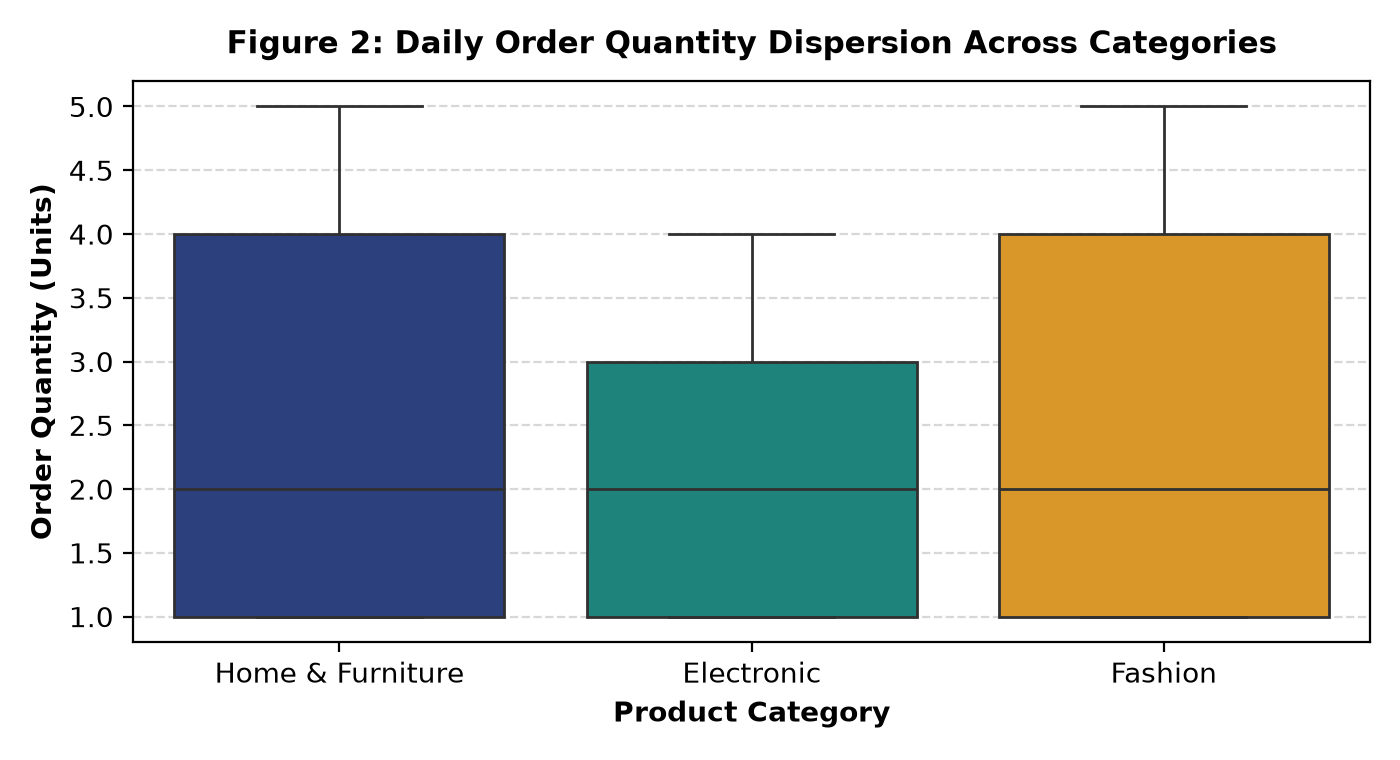 Figure 2: Daily Order Quantity Dispersion Across Categories
Order Quantity (Units)
5.0
4.5
4.0
3.5
3.0
2.5
2.0
1.5
1.0
Home & Furniture
Electronic
Fashion
Product Category